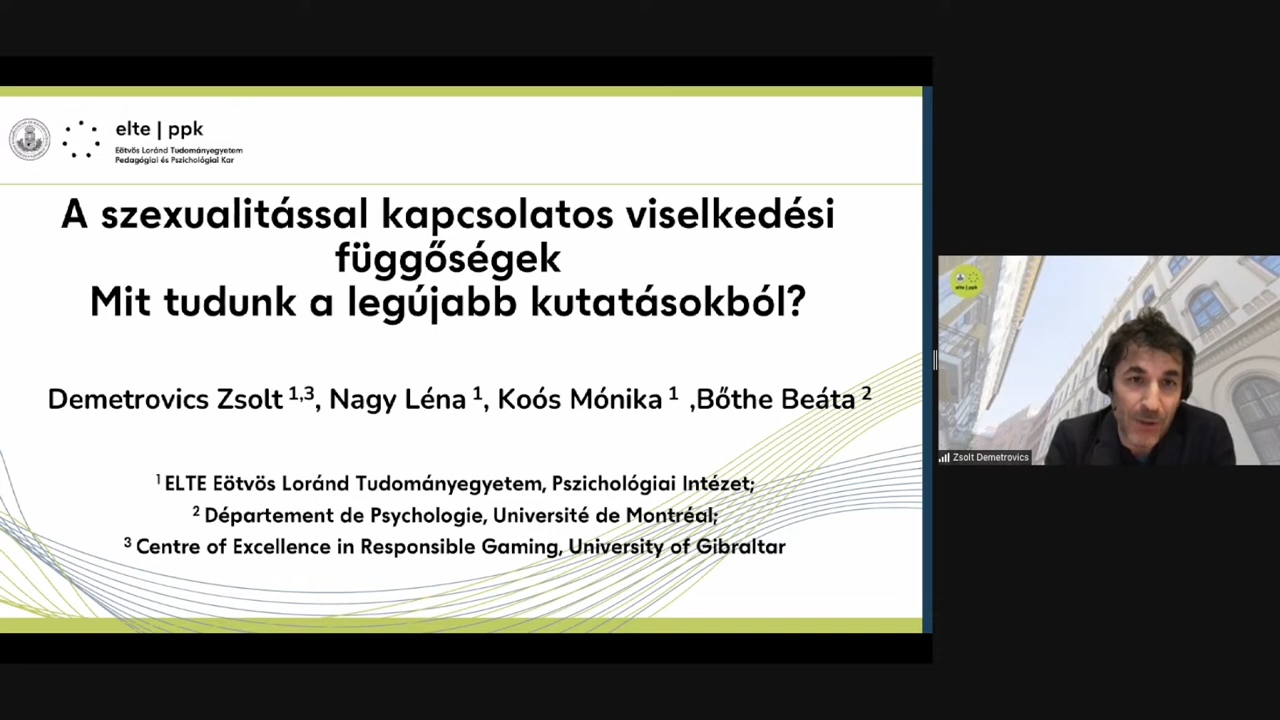 elte | ppk
Eötvös Loránd Tudományegyetem
Pedagógiai és Pszichológiai Kar
A szexualitással kapcsolatos viselkedési
függőségek
Mit tudunk a legújabb kutatásokból?
Demetrovics Zsolt 1,3, Nagy Léna 1, Koós Mónika 1 ,Bőthe Beáta 2
1 ELTE Eötvös Loránd Tudományegyetem, Pszichológiai Intézet;
2 Département de Psychologie, Université de Montréal;
3 Centre of Excellence in Responsible Gaming, University of Gibraltar
elte | ppk
Zsolt Demetrovics